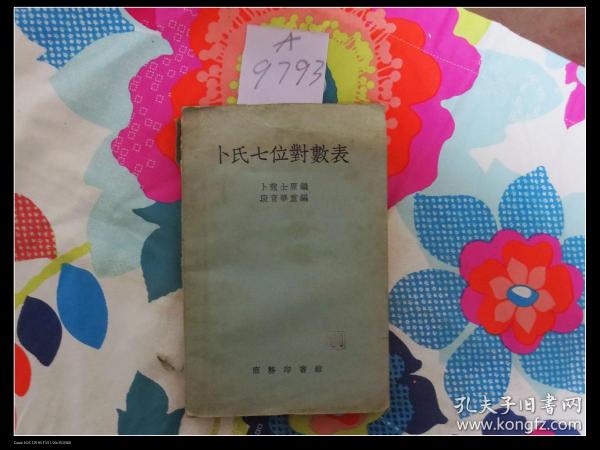 A
9793
卜氏七位對數表
卜龍士原編
段育華重編
商務印書館
孔夫子旧书网
www.kongfz.com